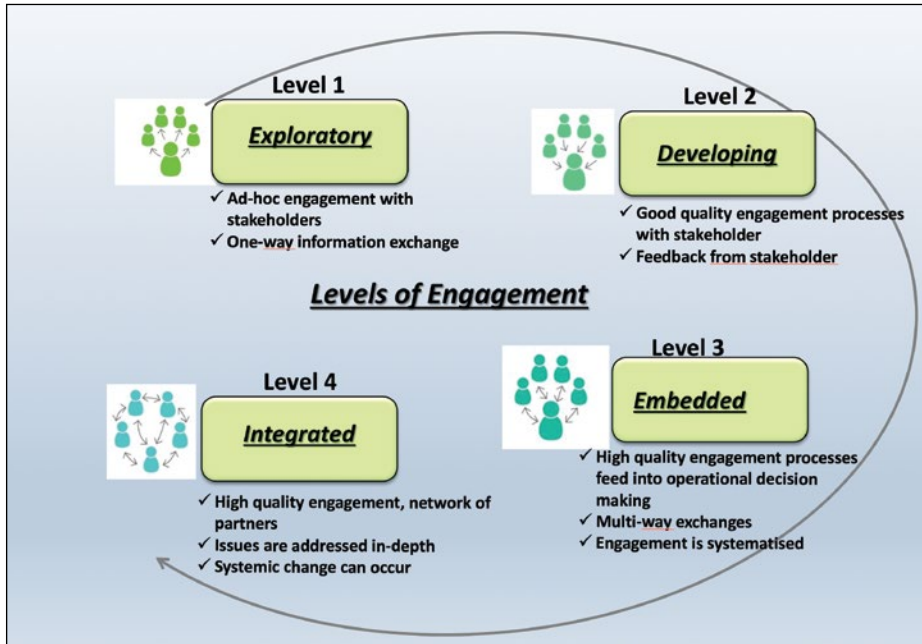 Level 1
Exploratory
✓ Ad-hoc engagement with
stakeholders
✓ One-way information exchange
Level 2
Developing
✓ Good quality engagement processes
with stakeholder
✓ Feedback from stakeholder
Levels of Engagement
Level 3
Embedded
✓ High quality engagement processes
feed into operational decision
making
✓ Multi-way exchanges
✓ Engagement is systematised
Level 4
Integrated
✓ High quality engagement, network of
partners
✓ Issues are addressed in-depth
✓ Systemic change can occur